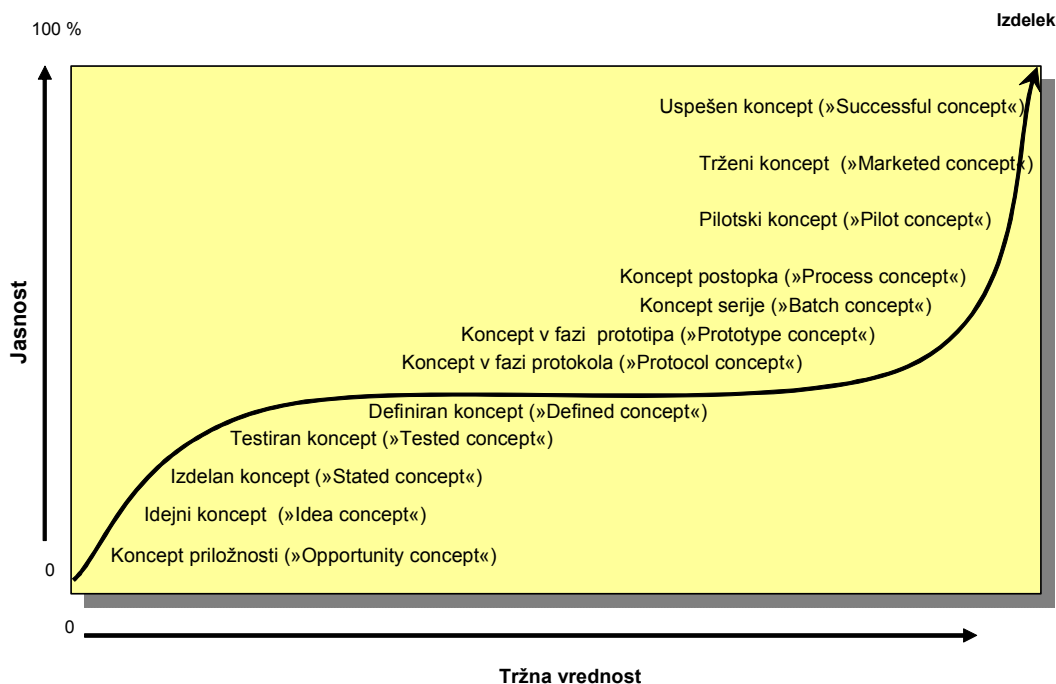 Izdelek
100 %
Uspešen koncept (»Successful concept«)
Trženi koncept (»Marketed concept«)
Pilotski koncept (»Pilot concept«)
Koncept postopka (»Process concept«)
Koncept serije (»Batch concept«)
Koncept v fazi prototipa (»Prototype concept«)
Koncept v fazi protokola (»Protocol concept«)
Jasnost
Definiran koncept (»Defined concept«)
Testiran koncept (»Tested concept«)
Izdelan koncept (»Stated concept«)
Idejni koncept (»Idea concept«)
Koncept priložnosti (»Opportunity concept«)
0
0
Tržna vrednost